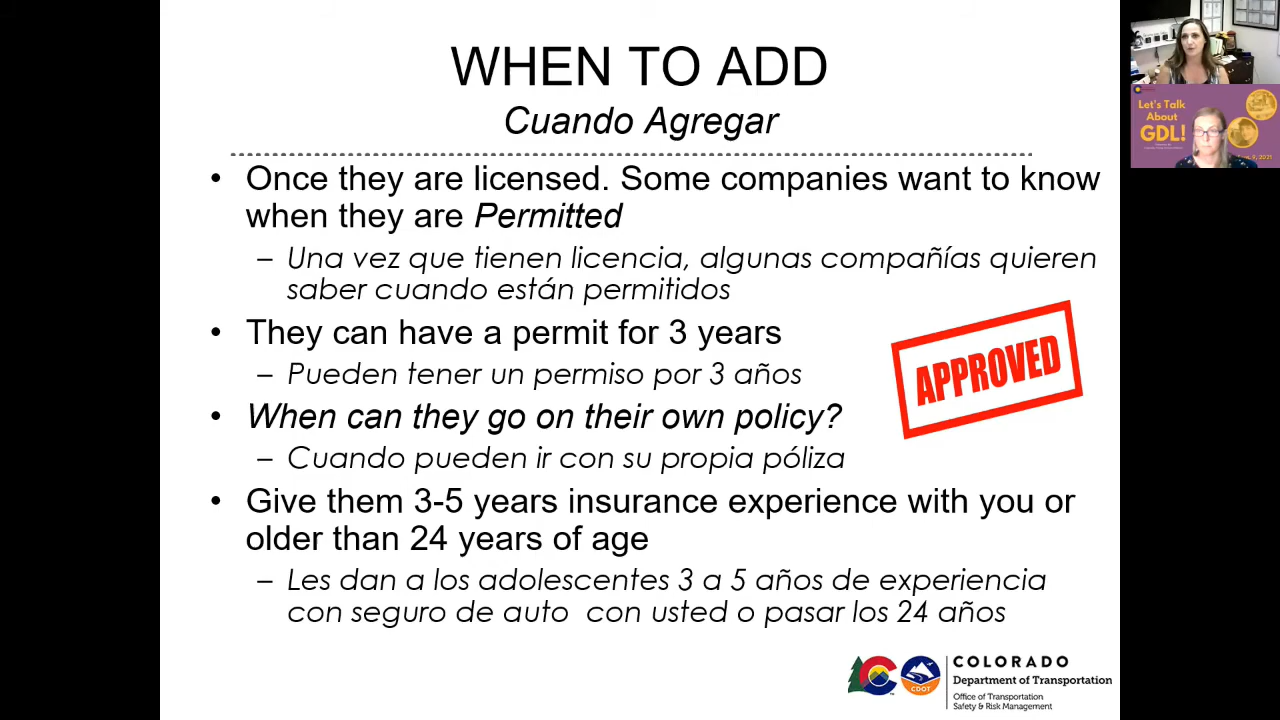 WHEN TO ADD
Cuando Agregar
• Once they are licensed. Some companies want to know
when they are Permitted
– Una vez que tienen licencia, algunas compañías quieren
saber cuando están permitidos
• They can have a permit for 3 years
– Pueden tener un permiso por 3 años
• When can they go on their own policy?
– Cuando pueden ir con su propia póliza
• Give them 3-5 years insurance experience with you or
older than 24 years of age
– Les dan a los adolescentes 3 a 5 años de experiencia
con seguro de auto con usted o pasar los 24 años
APPROVED
CDOT
COLORADO
Department of Transportation
Office of Transportation
Safety & Risk Management
Let's Talk
About
GDL!
9, 2021